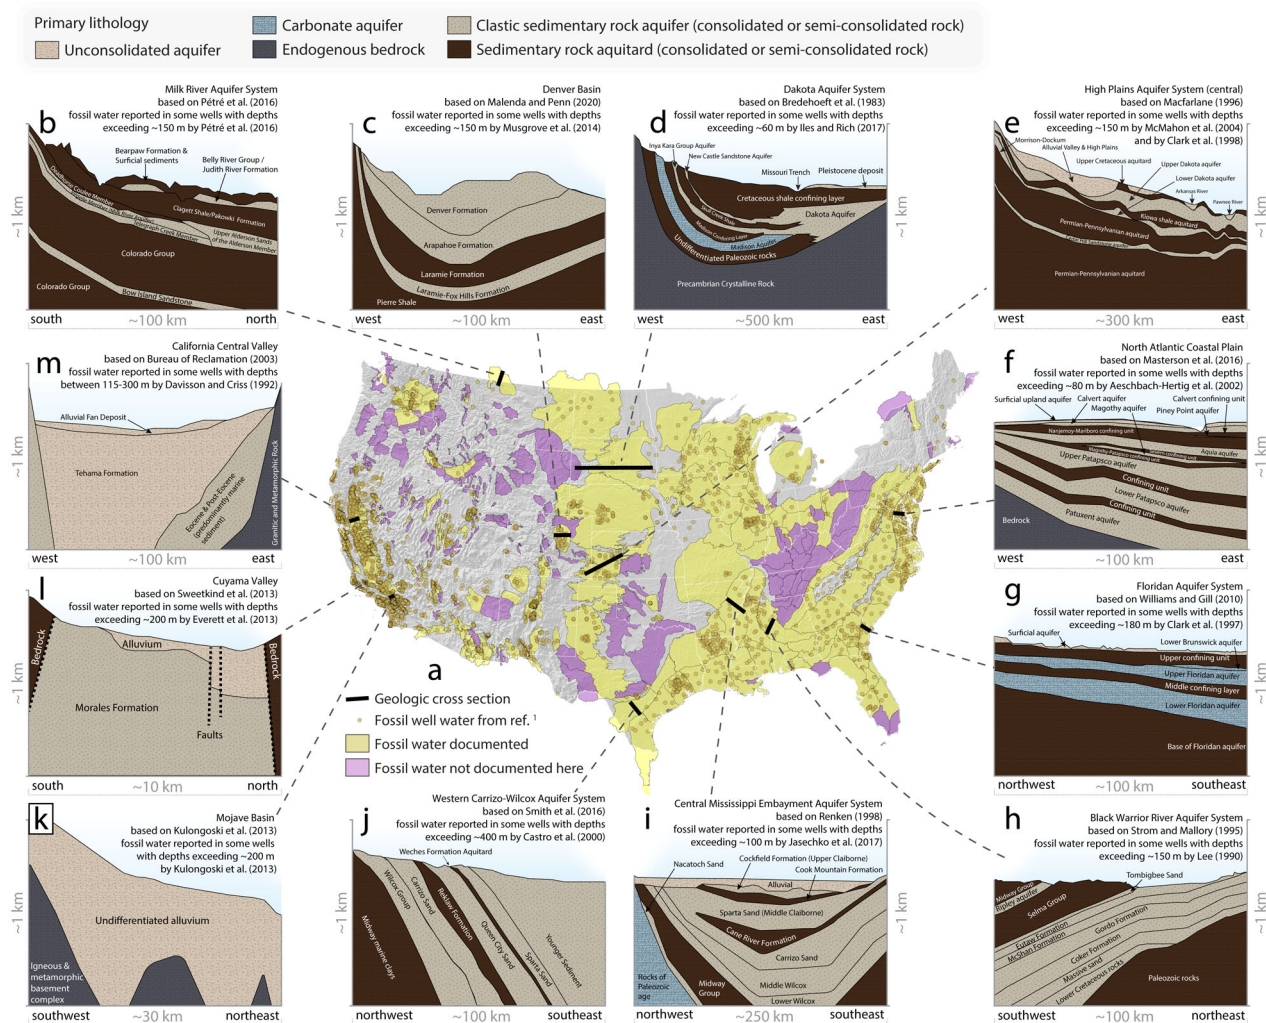 Primary lithology
Unconsolidated aquifer
Carbonate aquifer
Endogenous bedrock
Clastic sedimentary rock aquifer (consolidated or semi-consolidated rock)
Sedimentary rock aquitard (consolidated or semi-consolidated rock)
b
Milk River Aquifer System
based on Pétré et al. (2016)
fossil water reported in some wells with depths
exceeding ~150 m by Pétré et al. (2016)
Bearpaw Formation &
Surficial sediments
Belly River Group /
Judith River Formation
Deadhorse Coulee Member
Clagett Shale/Pakowki Formation
Telegraph Creek Member
Upper Alderson Sands
of the Alderson Member
Colorado Group
Colorado Group
Bow Island Sandstone
~1 km
south
~100 km
north
c
Denver Basin
based on Malenda and Penn (2020)
fossil water reported in some wells with depths
exceeding ~150 m by Musgrove et al. (2014)
Denver Formation
Arapahoe Formation
Laramie Formation
Laramie-Fox Hills Formation
Pierre Shale
~1 km
west
~100 km
east
d
Dakota Aquifer System
based on Bredehoeft et al. (1983)
fossil water reported in some wells with depths
exceeding ~60 m by Iles and Rich (2017)
Inya Kara Group Aquifer
New Castle Sandstone Aquifer
Missouri Trench
Pleistocene deposit
Cretaceous shale confining layer
Dakota Aquifer
Skull Creek Shale
Madison Confining Layer
Madison Aquifer
Undifferentiated Paleozoic rocks
Precambrian Crystalline Rock
~1 km
west
~500 km
east
e
High Plains Aquifer System (central)
based on Macfarlane (1996)
fossil water reported in some wells with depths
exceeding ~150 m by McMahon et al. (2004)
and by Clark et al. (1998)
Morrison-Dockum
Alluvial Valley & High Plains
Upper Cretaceous aquitard
Upper Dakota aquifer
Lower Dakota aquifer
Arkansas River
Pawnee River
Kiowa shale aquitard
Permian-Pennsylvanian aquitard
Cedar Hill Sandstone aquifer
Permian-Pennsylvanian aquitard
~1 km
west
~300 km
east
m
California Central Valley
based on Bureau of Reclamation (2003)
fossil water reported in some wells with depths
between 115-300 m by Davisson and Criss (1992)
Alluvial Fan Deposit
Tehama Formation
Eocene & Post-Eocene
(predominantly marine
sediment)
Granitic and Metamorphic Rock
~1 km
west
~100 km
east
f
North Atlantic Coastal Plain
based on Masterson et al. (2016)
fossil water reported in some wells with depths
exceeding ~80 m by Aeschbach-Hertig et al. (2002)
Surficial upland aquifer
Calvert aquifer
Magothy aquifer
Calvert confining unit
Piney Point aquifer
Nanjemoy-Marlboro confining unit
Magothy-Patapsco confining unit
Aquia aquifer
Upper Patapsco aquifer
Confining unit
Lower Patapsco aquifer
Confining unit
Patuxent aquifer
Bedrock
~1 km
west
~100 km
east
l
Cuyama Valley
based on Sweetkind et al. (2013)
fossil water reported in some wells with depths
exceeding ~200 m by Everett et al. (2013)
Bedrock
Alluvium
Bedrock
Morales Formation
Faults
~1 km
south
~10 km
north
a
Geologic cross section
Fossil well water from ref. 1
Fossil water documented
Fossil water not documented here
g
Floridan Aquifer System
based on Williams and Gill (2010)
fossil water reported in some wells with depths
exceeding ~180 m by Clark et al. (1997)
Surficial aquifer
Lower Brunswick aquifer
Upper confining unit
Upper Floridan aquifer
Middle confining layer
Lower Floridan aquifer
Base of Floridan aquifer
~1 km
northwest
~100 km
southeast
k
Mojave Basin
based on Kulongoski et al. (2013)
fossil water reported in some wells
with depths exceeding ~200 m
by Kulongoski et al. (2013)
Undifferentiated alluvium
Igneous &
metamorphic
basement
complex
~1 km
southwest
~30 km
northeast
j
Western Carrizo-Wilcox Aquifer System
based on Smith et al. (2016)
fossil water reported in some wells with depths
exceeding ~400 m by Castro et al. (2000)
Weches Formation Aquitard
Midway marine clays
Wilcox Group
Carrizo Sand
Reklaw Formation
Queen City Sand
Sparta Sand
Younger Sediment
~1 km
northwest
~100 km
southeast
i
Central Mississippi Embayment Aquifer System
based on Renken (1998)
fossil water reported in some wells with depths
exceeding ~100 m by Jasechko et al. (2017)
Nacatoch Sand
Cockfield Formation (Upper Claiborne)
Cook Mountain Formation
Alluvial
Sparta Sand (Middle Claiborne)
Cane River Formation
Carrizo Sand
Middle Wilcox
Lower Wilcox
Midway
Group
Rocks of
Paleozoic
age
~1 km
northwest
~250 km
southeast
h
Black Warrior River Aquifer System
based on Strom and Mallory (1995)
fossil water reported in some wells with depths
exceeding ~150 m by Lee (1990)
Tombigbee Sand
Midway Group
Ripley aquifer
Selma Group
Eutaw Formation
McShan Formation
Gordo Formation
Coker Formation
Massive sand
Lower Cretaceous rocks
Paleozoic rocks
~1 km
southwest
~100 km
northeast